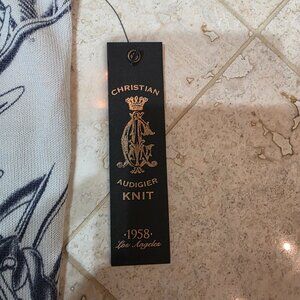 CHRISTIAN
AUDIGIER
KNIT
·1958·
Los Angeles